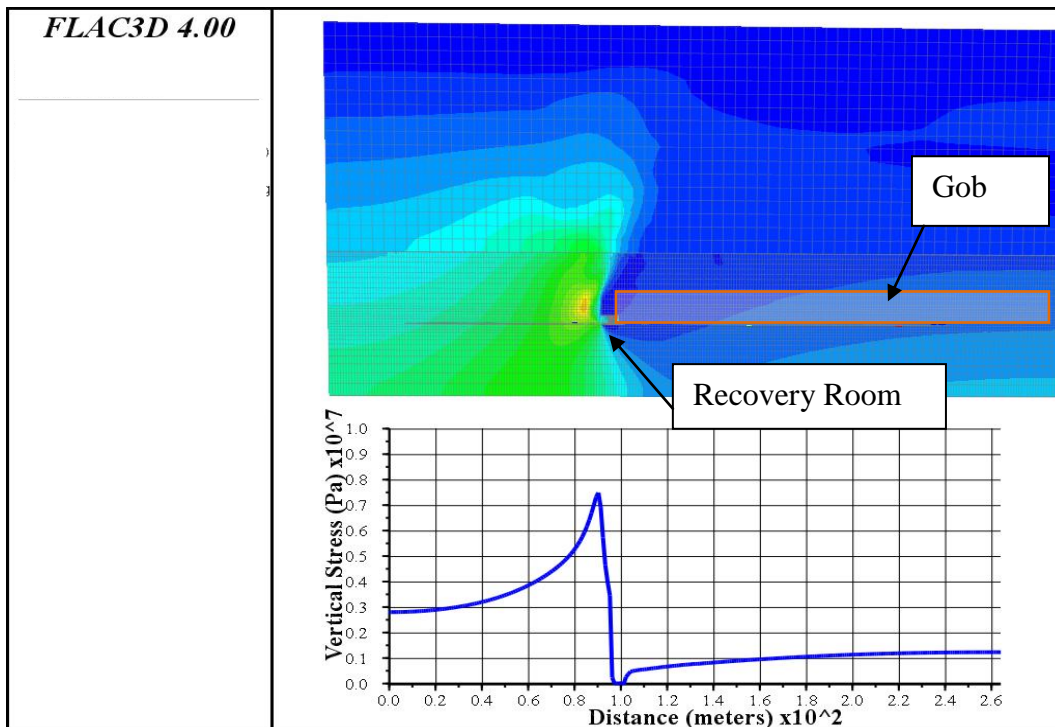 FLAC3D 4.00
g
Gob
Recovery Room
Vertical Stress (Pa) x10^7
1.0
0.9
0.8
0.7
0.6
0.5
0.4
0.3
0.2
0.1
0.0
0.0 0.2 0.4 0.6 0.8 1.0 1.2 1.4 1.6 1.8 2.0 2.2 2.4 2.6
Distance (meters) x10^2